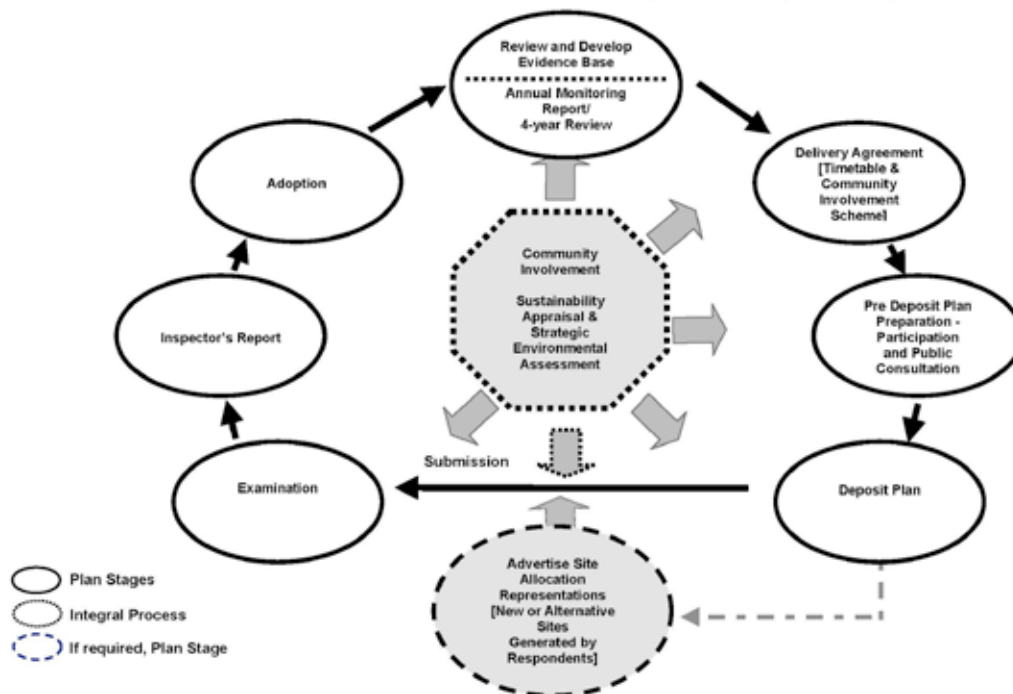 Review and Develop
Evidence Base
Annual Monitoring
Report/
4-year Review
Delivery Agreement
[Timetable &
Community
Involvement
Scheme]
Pre Deposit Plan
Preparation -
Participation
and Public
Consultation
Deposit Plan
Submission
Examination
Inspector's Report
Adoption
Community
Involvement
Sustainability
Appraisal &
Strategic
Environmental
Assessment
Advertise Site
Allocation
Representations
[New or Alternative
Sites
Generated by
Respondents]
Plan Stages
Integral Process
If required, Plan Stage